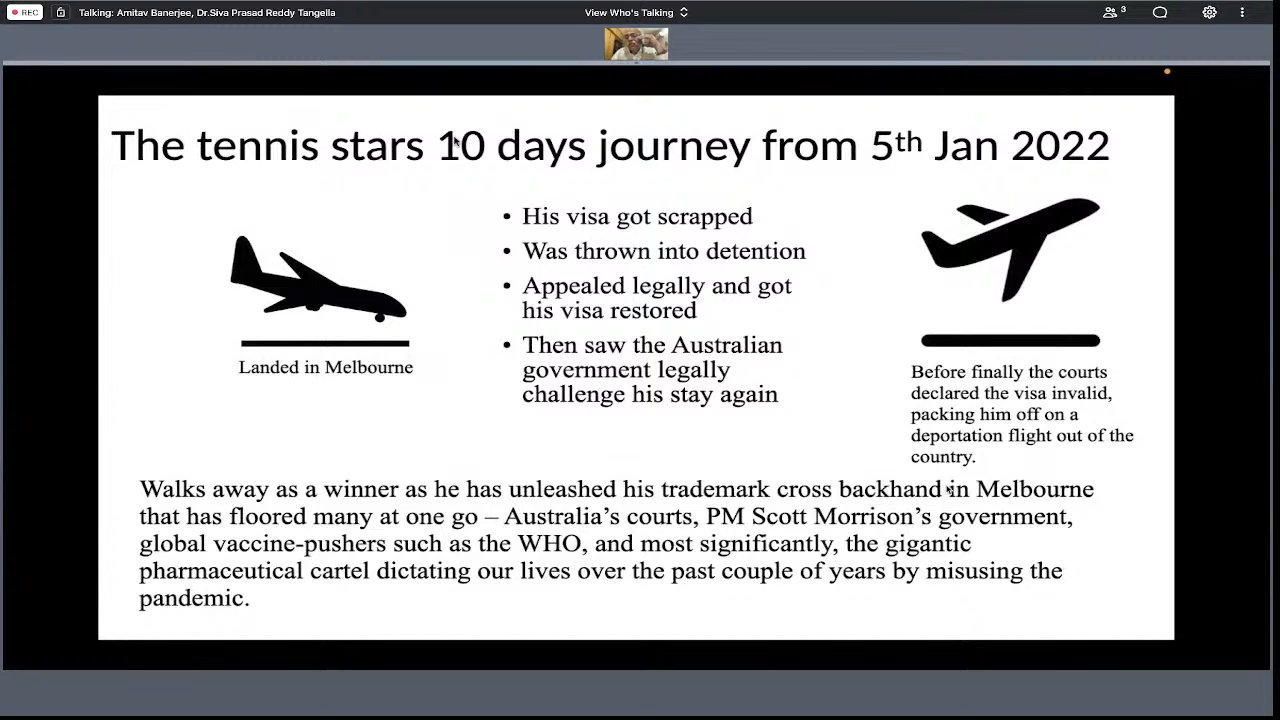 REC
Talking: Amitav Banerjee, Dr.Siva Prasad Reddy Tangella
View Who's Talking
3
The tennis stars 10 days journey from 5th Jan 2022
Landed in Melbourne
• His visa got scrapped
• Was thrown into detention
• Appealed legally and got
his visa restored
• Then saw the Australian
government legally
challenge his stay again
Before finally the courts
declared the visa invalid,
packing him off on a
deportation flight out of the
country.
Walks away as a winner as he has unleashed his trademark cross backhand in Melbourne
that has floored many at one go – Australia's courts, PM Scott Morrison's government,
global vaccine-pushers such as the WHO, and most significantly, the gigantic
pharmaceutical cartel dictating our lives over the past couple of years by misusing the
pandemic.